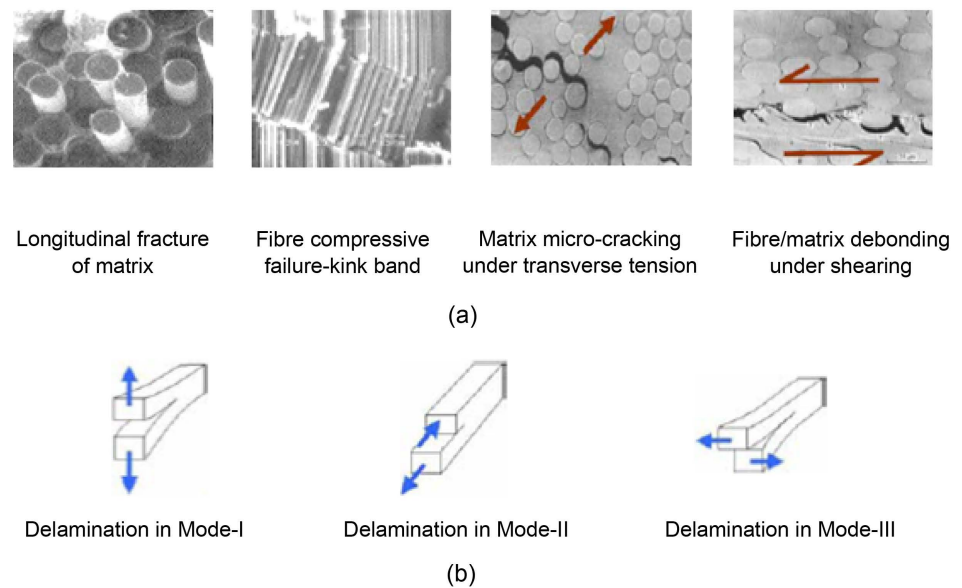 Longitudinal fracture
of matrix
Fibre compressive
failure-kink band
Matrix micro-cracking
under transverse tension
Fibre/matrix debonding
under shearing
(a)
Delamination in Mode-I
Delamination in Mode-II
Delamination in Mode-III
(b)